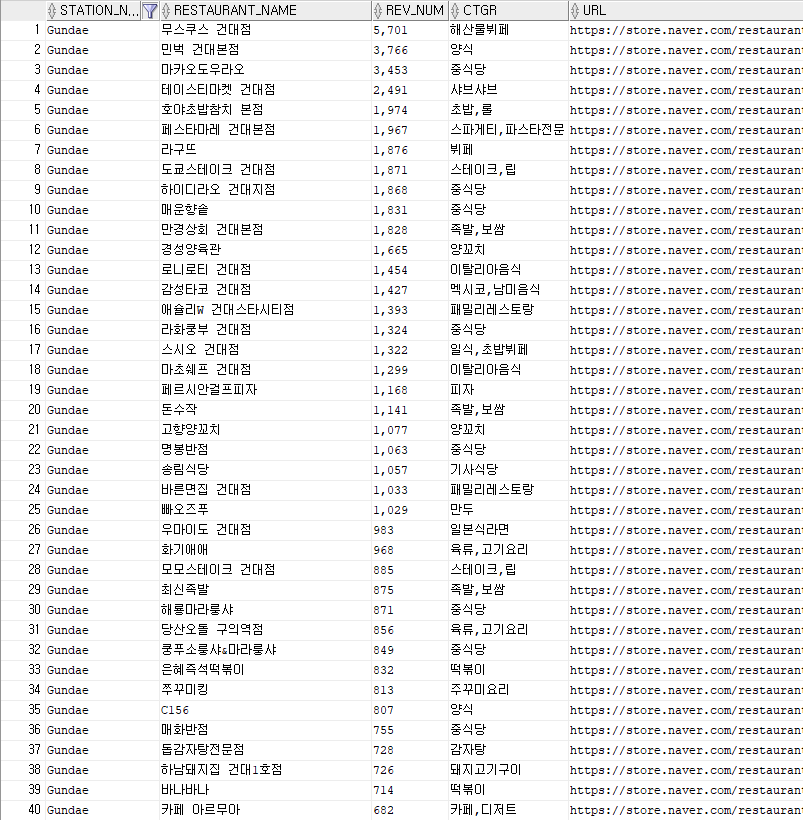 STATION_N... RESTAURANT_NAME REV_NUM CTGR URL
1 Gundae 무스쿠스 건대점 5,701 해산물뷔페 https://store.naver.com/restaurant
2 Gundae 민벅 건대본점 3,766 양식 https://store.naver.com/restaurant
3 Gundae 마카오도우라오 3,453 중식당 https://store.naver.com/restaurant
4 Gundae 테이스티마켓 건대점 2,491 샤브샤브 https://store.naver.com/restaurant
5 Gundae 호야초밥참치 본점 1,974 초밥,롤 https://store.naver.com/restaurant
6 Gundae 페스타마레 건대본점 1,967 스파게티,파스타전문 https://store.naver.com/restaurant
7 Gundae 라구뜨 1,876 뷔페 https://store.naver.com/restaurant
8 Gundae 도쿄스테이크 건대점 1,871 스테이크,립 https://store.naver.com/restaurant
9 Gundae 하이디라오 건대지점 1,868 중식당 https://store.naver.com/restaurant
10 Gundae 매운향솥 1,831 중식당 https://store.naver.com/restaurant
11 Gundae 만경상회 건대본점 1,828 족발,보쌈 https://store.naver.com/restaurant
12 Gundae 경성양육관 1,665 양꼬치 https://store.naver.com/restaurant
13 Gundae 로니로티 건대점 1,454 이탈리아음식 https://store.naver.com/restaurant
14 Gundae 감성타코 건대점 1,427 멕시코,남미음식 https://store.naver.com/restaurant
15 Gundae 애슐리W 건대스타시티점 1,393 패밀리레스토랑 https://store.naver.com/restaurant
16 Gundae 라화쿵부 건대점 1,324 중식당 https://store.naver.com/restaurant
17 Gundae 스시오 건대점 1,322 일식,초밥뷔페 https://store.naver.com/restaurant
18 Gundae 마초쉐프 건대점 1,299 이탈리아음식 https://store.naver.com/restaurant
19 Gundae 페르시안걸프피자 1,168 피자 https://store.naver.com/restaurant
20 Gundae 돈수작 1,141 족발,보쌈 https://store.naver.com/restaurant
21 Gundae 고향양꼬치 1,077 양꼬치 https://store.naver.com/restaurant
22 Gundae 명봉반점 1,063 중식당 https://store.naver.com/restaurant
23 Gundae 송림식당 1,057 기사식당 https://store.naver.com/restaurant
24 Gundae 바른면집 건대점 1,033 패밀리레스토랑 https://store.naver.com/restaurant
25 Gundae 빠오즈푸 1,029 만두 https://store.naver.com/restaurant
26 Gundae 우마이도 건대점 983 일본식라면 https://store.naver.com/restaurant
27 Gundae 화기애애 968 육류,고기요리 https://store.naver.com/restaurant
28 Gundae 모모스테이크 건대점 885 스테이크,립 https://store.naver.com/restaurant
29 Gundae 최신족발 875 족발,보쌈 https://store.naver.com/restaurant
30 Gundae 해룡마라룽샤 871 중식당 https://store.naver.com/restaurant
31 Gundae 당산오돌 구의역점 856 육류,고기요리 https://store.naver.com/restaurant
32 Gundae 쿵푸소룽샤&마라룽샤 849 중식당 https://store.naver.com/restaurant
33 Gundae 은혜즉석떡볶이 832 떡볶이 https://store.naver.com/restaurant
34 Gundae 쭈꾸미킹 813 주꾸미요리 https://store.naver.com/restaurant
35 Gundae C156 807 양식 https://store.naver.com/restaurant
36 Gundae 매화반점 755 중식당 https://store.naver.com/restaurant
37 Gundae 돕감자탕전문점 728 감자탕 https://store.naver.com/restaurant
38 Gundae 하남돼지집 건대1호점 726 돼지고기구이 https://store.naver.com/restaurant
39 Gundae 바나바나 714 떡볶이 https://store.naver.com/restaurant
40 Gundae 카페 아르무아 682 카페,디저트 https://store.naver.com/restaurant